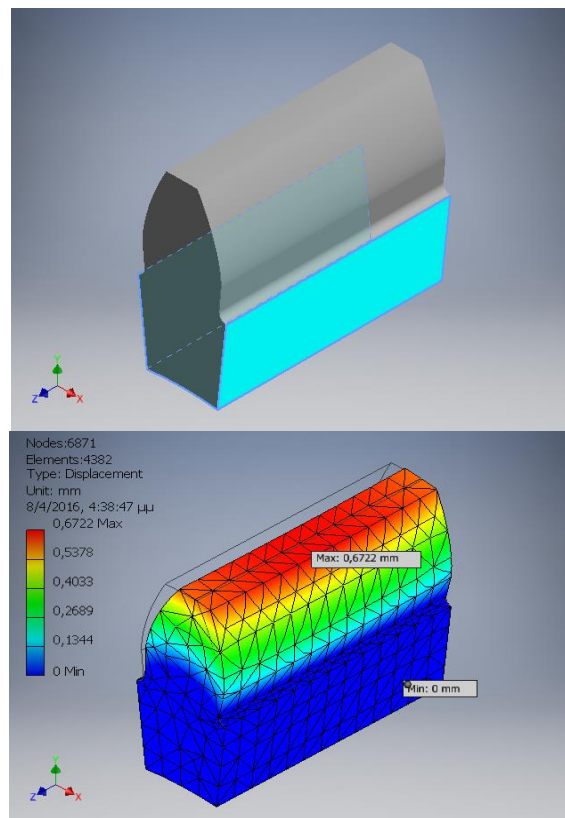 Y
Z
X
Nodes:6871
Elements:4382
Type: Displacement
Unit: mm
8/4/2016, 4:38:47 μμ
0,6722 Max
0,5378
0,4033
0,2689
0,1344
0 Min
Max: 0,6722 mm
Min: 0 mm
Y
Z
X